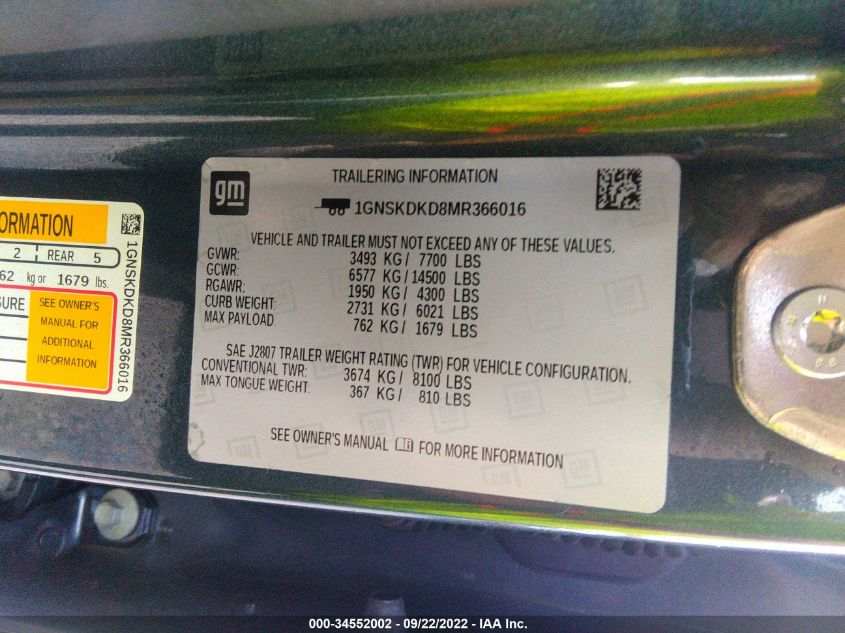 ORMATION
2 REAR 5
62 kg or 1679 lbs.
SURE
SEE OWNER'S
MANUAL FOR
ADDITIONAL
INFORMATION
1GNSKDKD8MR366016
gm
TRAILERING INFORMATION
1GNSKDKD8MR366016
VEHICLE AND TRAILER MUST NOT EXCEED ANY OF THESE VALUES.
GVWR: 3493 KG / 7700 LBS
GCWR: 6577 KG / 14500 LBS
RGAWR: 1950 KG / 4300 LBS
CURB WEIGHT: 2731 KG / 6021 LBS
MAX PAYLOAD 762 KG / 1679 LBS
SAE J2807 TRAILER WEIGHT RATING (TWR) FOR VEHICLE CONFIGURATION.
CONVENTIONAL TWR: 3674 KG / 8100 LBS
MAX TONGUE WEIGHT: 367 KG / 810 LBS
SEE OWNER'S MANUAL FOR MORE INFORMATION
000-34552002 - 09/22/2022 - IAA Inc.